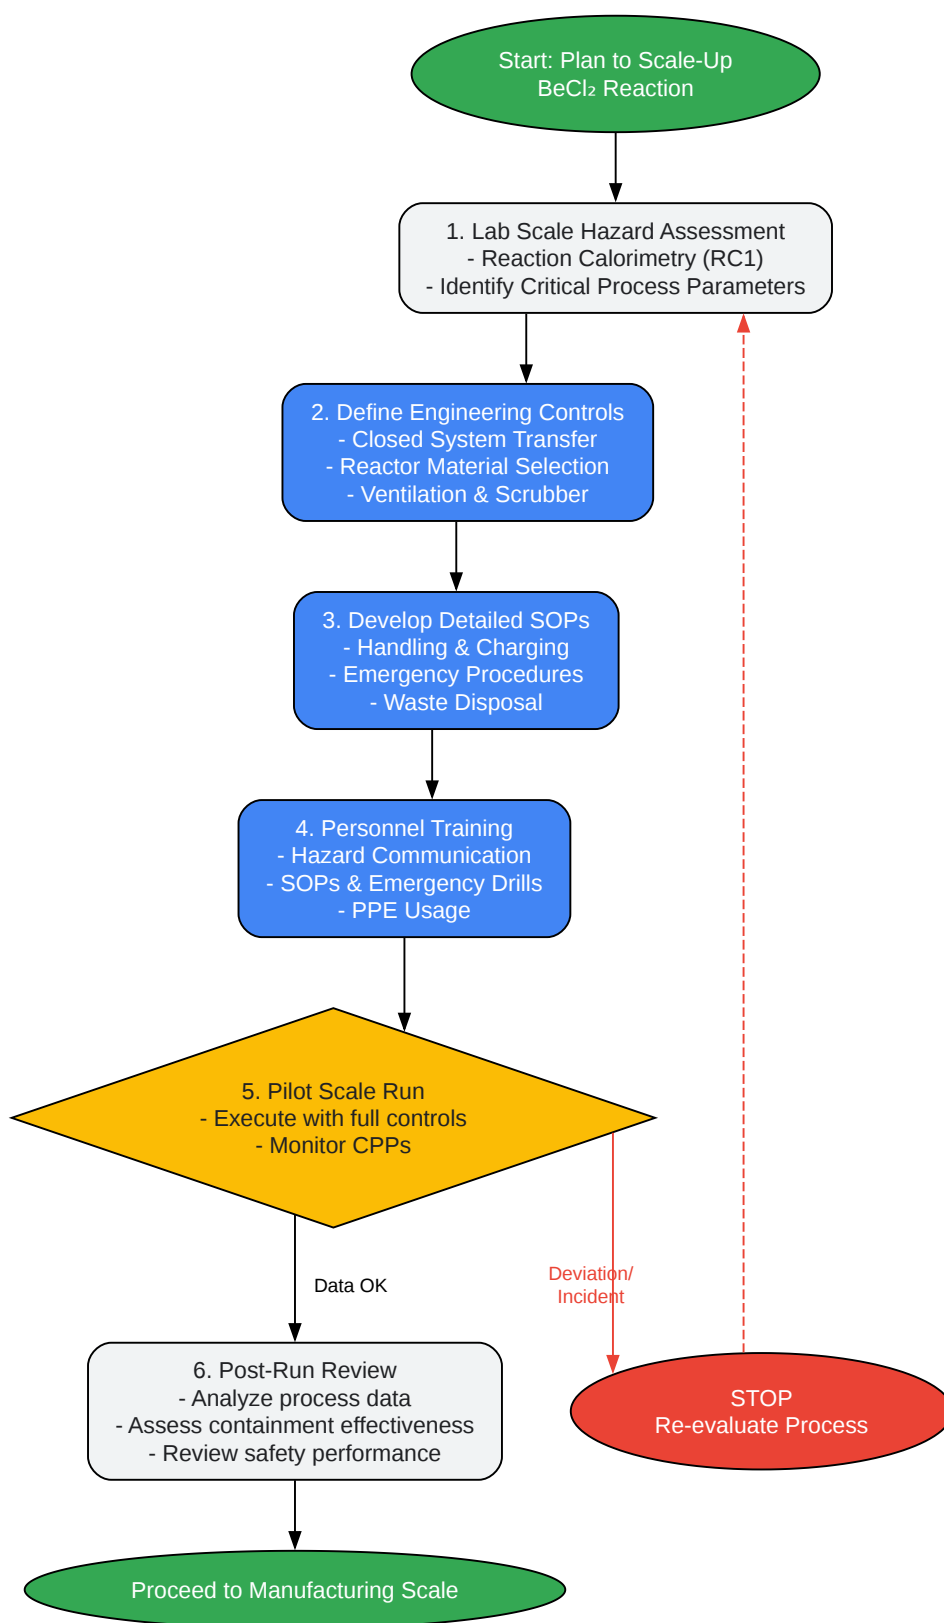 Start: Plan to Scale-Up
BeCl₂ Reaction
1. Lab Scale Hazard Assessment
- Reaction Calorimetry (RC1)
- Identify Critical Process Parameters
2. Define Engineering Controls
- Closed System Transfer
- Reactor Material Selection
- Ventilation & Scrubber
3. Develop Detailed SOPs
- Handling & Charging
- Emergency Procedures
- Waste Disposal
4. Personnel Training
- Hazard Communication
- SOPs & Emergency Drills
- PPE Usage
5. Pilot Scale Run
- Execute with full controls
- Monitor CPPs
Data OK
Deviation/
Incident
6. Post-Run Review
- Analyze process data
- Assess containment effectiveness
- Review safety performance
STOP
Re-evaluate Process
Proceed to Manufacturing Scale